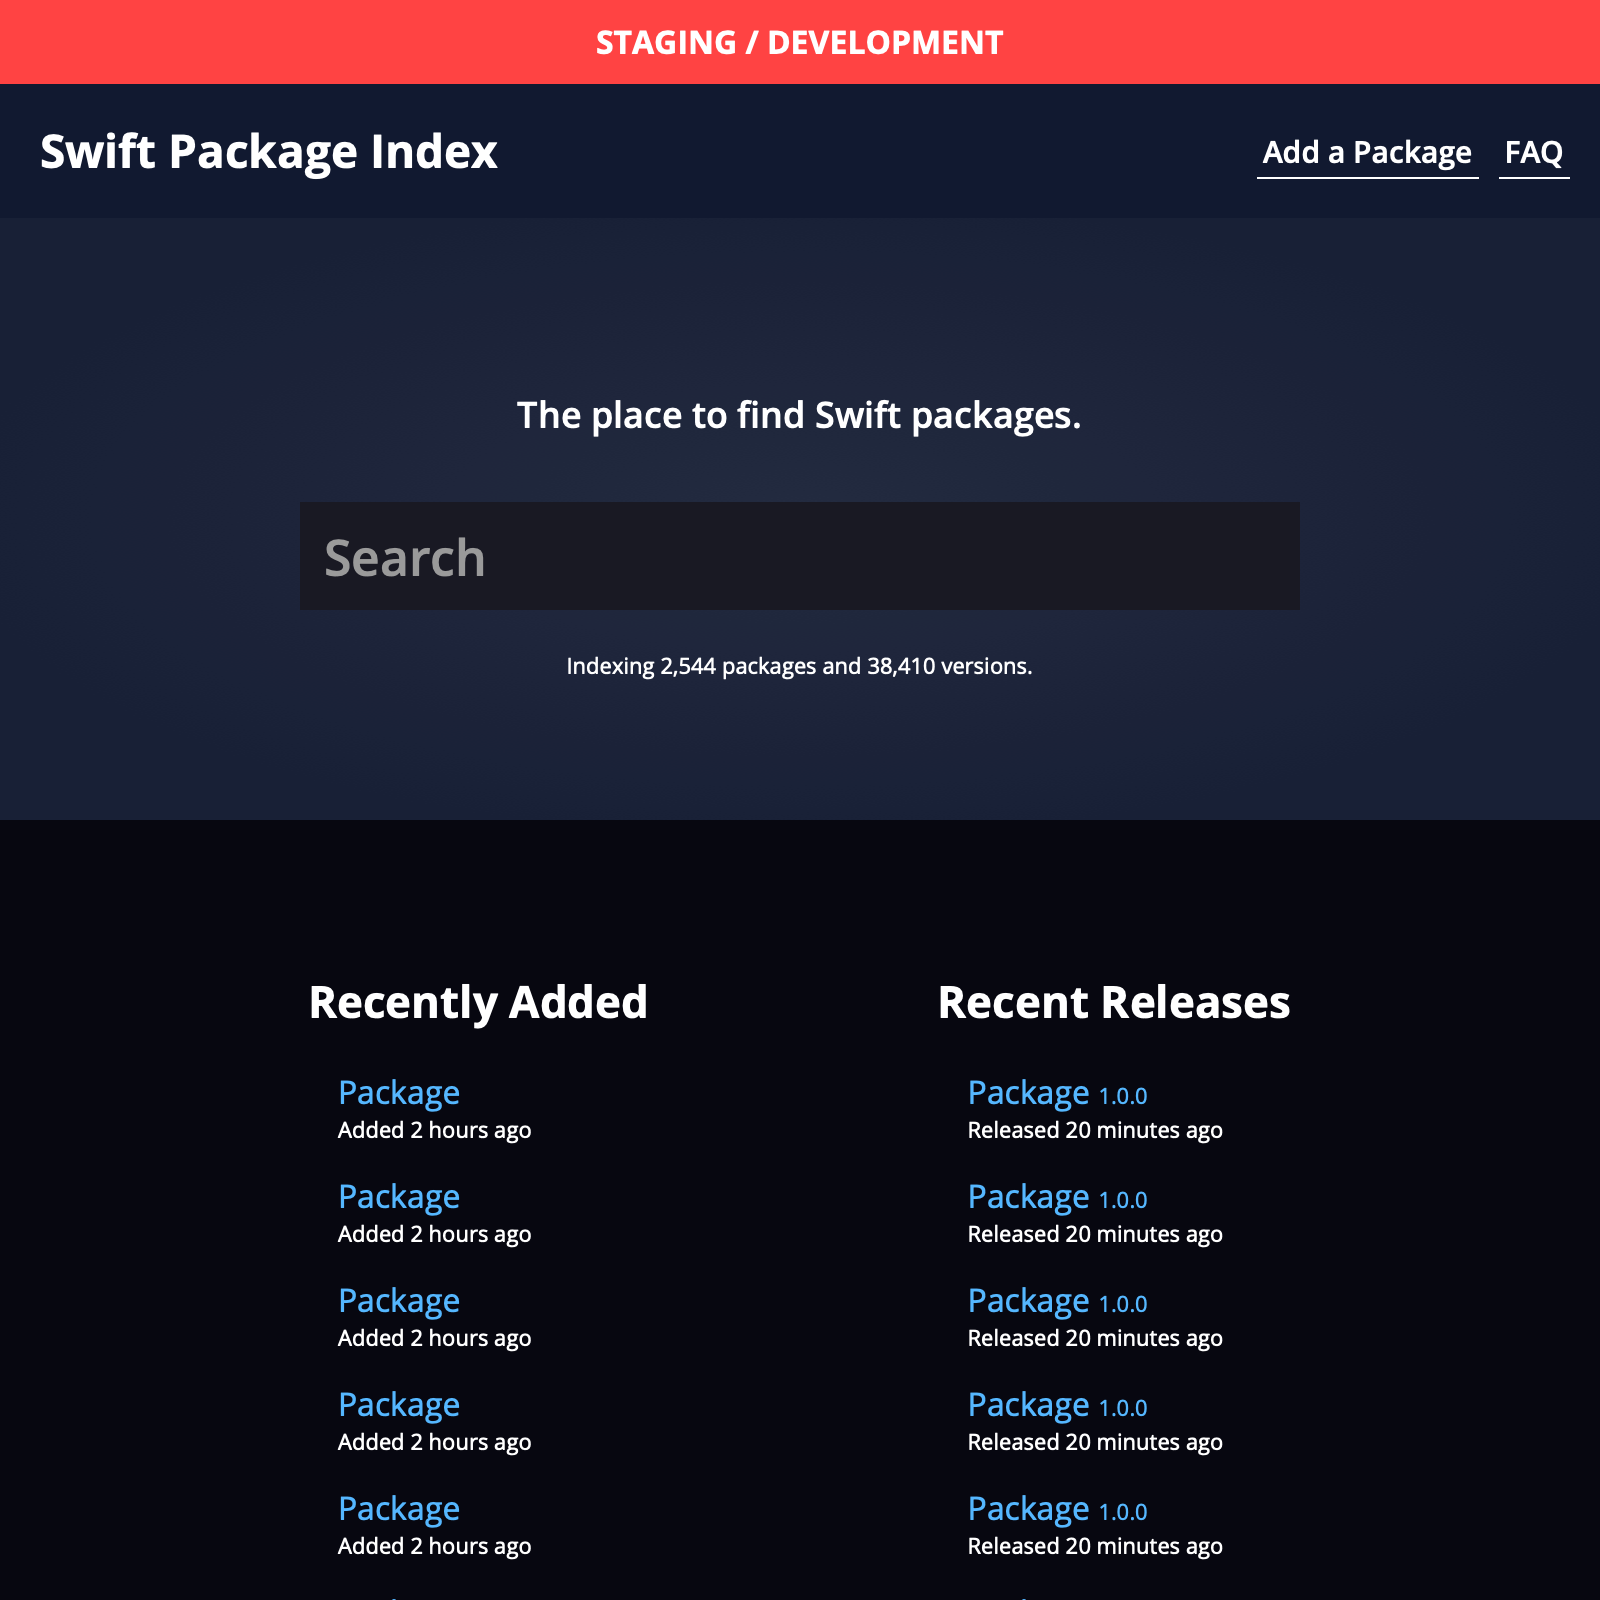 STAGING / DEVELOPMENT
Swift Package Index
Add a Package FAQ
The place to find Swift packages.
Search
Indexing 2,544 packages and 38,410 versions.
Recently Added
Package
Added 2 hours ago
Package
Added 2 hours ago
Package
Added 2 hours ago
Package
Added 2 hours ago
Package
Added 2 hours ago
Recent Releases
Package 1.0.0
Released 20 minutes ago
Package 1.0.0
Released 20 minutes ago
Package 1.0.0
Released 20 minutes ago
Package 1.0.0
Released 20 minutes ago
Package 1.0.0
Released 20 minutes ago